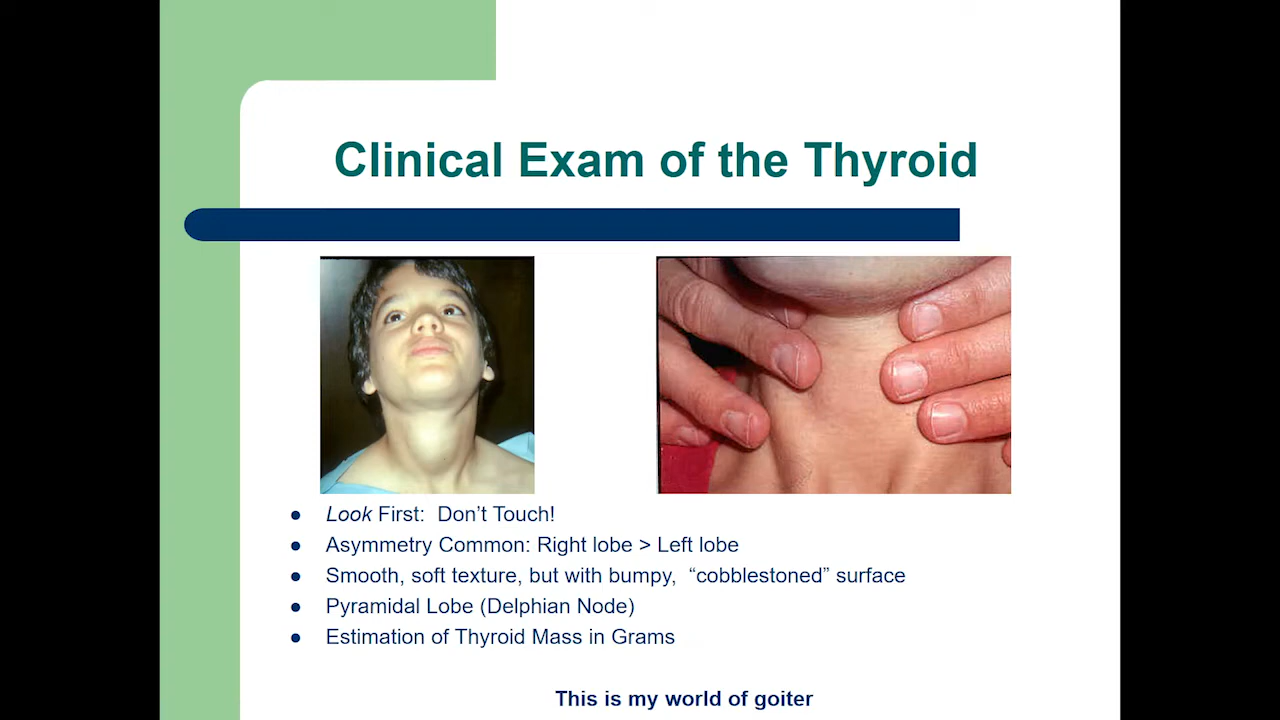 Clinical Exam of the Thyroid
Look First: Don’t Touch!
Asymmetry Common: Right lobe > Left lobe
Smooth, soft texture, but with bumpy, “cobblestoned” surface
Pyramidal Lobe (Delphian Node)
Estimation of Thyroid Mass in Grams
This is my world of goiter